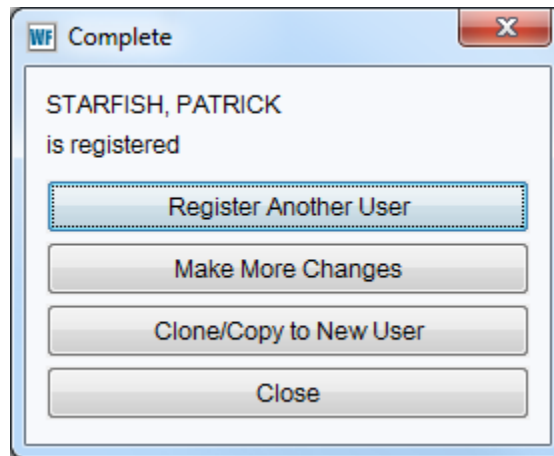 WF Complete
STARFISH, PATRICK
is registered
Register Another User
Make More Changes
Clone/Copy to New User
Close